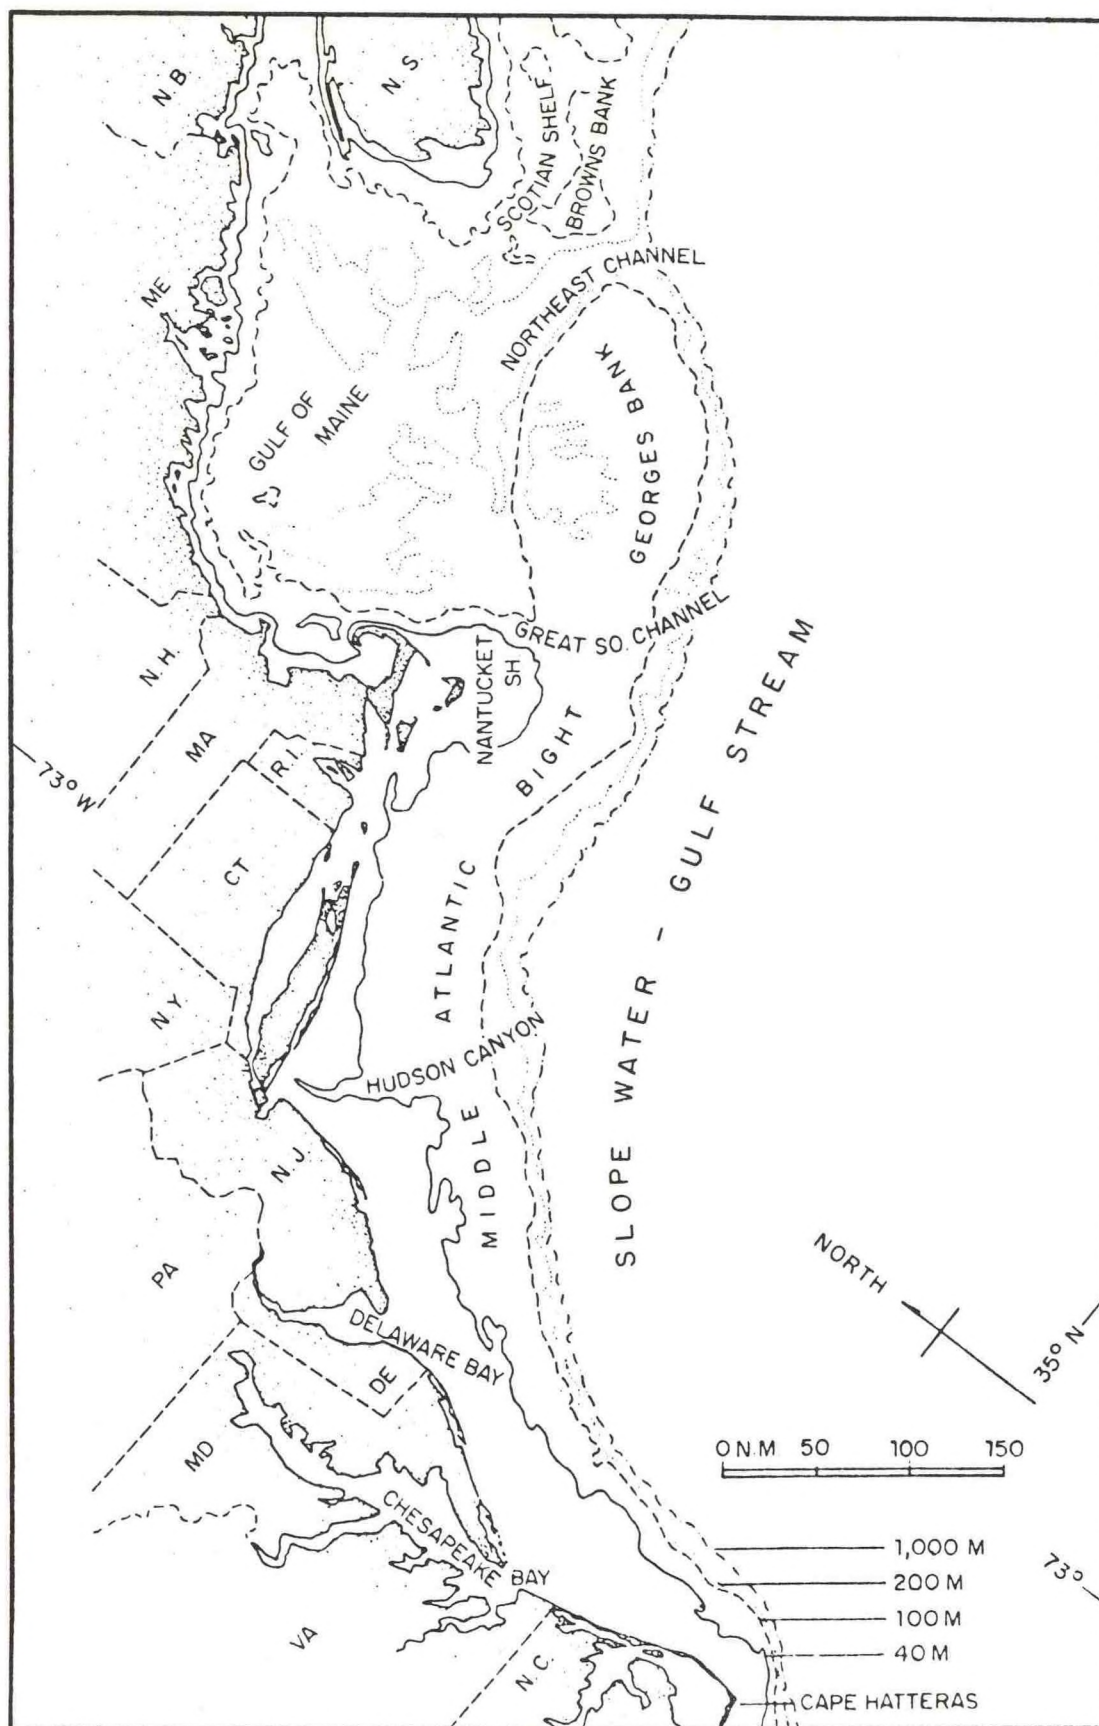 N B
N. S.
SCOTIAN SHELF
BROWNS BANK
ME
NORTHEAST CHANNEL
GULF OF
MAINE
GEORGES BANK
GREAT SO. CHANNEL
N.H.
NANTUCKET
SH
MA
R.I.
73° W
CT
MIDDLE ATLANTIC BIGHT
SLOPE WATER - GULF STREAM
N Y
HUDSON CANYON
N J
PA
NORTH
35° N
DELAWARE BAY
DE
MD
0 N.M 50 100 150
CHESAPEAKE BAY
1,000 M
200 M
73°
100 M
40 M
VA
N.C.
CAPE HATTERAS